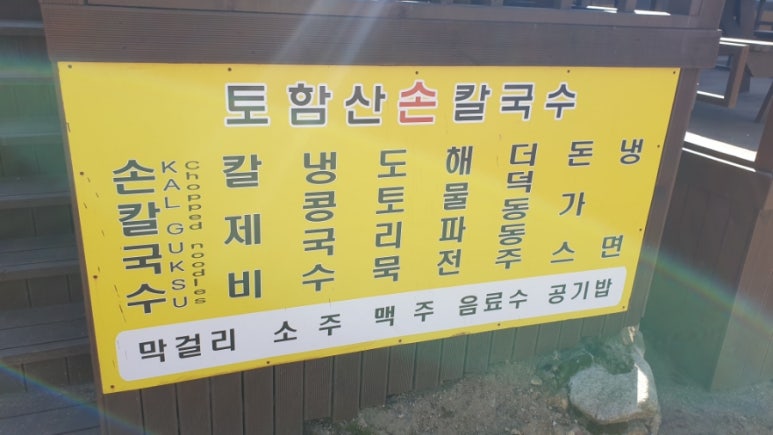 토함산손칼국수
손칼국수
KAL GUKSU
Chopped noodles
칼제비
냉콩국수
도토리묵
해물파전
더덕동동주
돈가스
냉면
막걸리 소주 맥주 음료수 공기밥